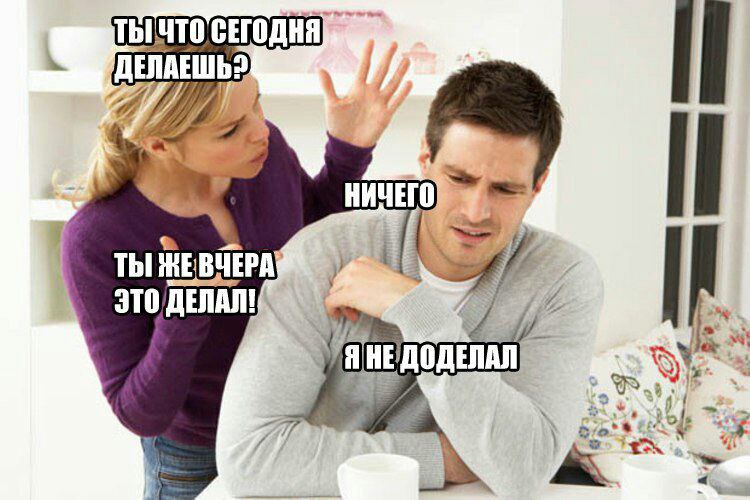 ТЫ ЧТО СЕГОДНЯ
ДЕЛАЕШЬ?
НИЧЕГО
ТЫ ЖЕ ВЧЕРА
ЭТО ДЕЛАЛ!
Я НЕ ДОДЕЛАЛ